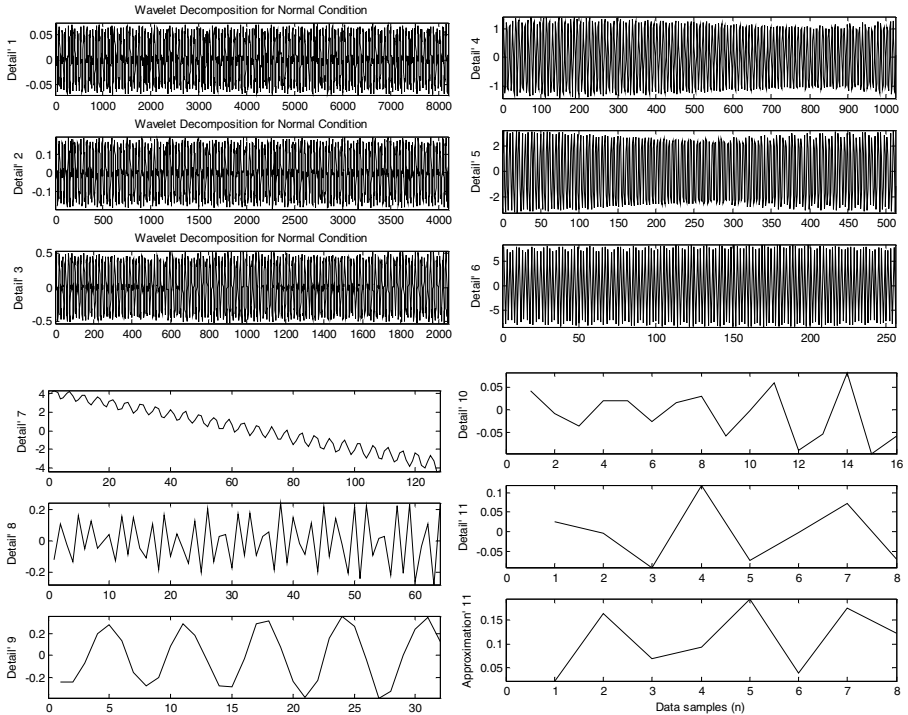 Wavelet Decomposition for Normal Condition
Detail' 1
0.05
0
-0.05
0 1000 2000 3000 4000 5000 6000 7000 8000
Wavelet Decomposition for Normal Condition
Detail' 2
0.1
0
-0.1
0 500 1000 1500 2000 2500 3000 3500 4000
Wavelet Decomposition for Normal Condition
Detail' 3
0.5
0
-0.5
0 200 400 600 800 1000 1200 1400 1600 1800 2000
Detail' 4
1
0
-1
0 100 200 300 400 500 600 700 800 900 1000
Detail' 5
2
0
-2
0 50 100 150 200 250 300 350 400 450 500
Detail' 6
5
0
-5
0 50 100 150 200 250
Detail' 7
4
2
0
-2
-4
0 20 40 60 80 100 120
Detail' 8
0.2
0
-0.2
0 10 20 30 40 50 60
Detail' 9
0.2
0
-0.2
0 5 10 15 20 25 30
Detail' 10
0.05
0
-0.05
0 2 4 6 8 10 12 14 16
Detail' 11
0.1
0.05
0
-0.05
0 1 2 3 4 5 6 7 8
Approximation' 11
0.15
0.1
0.05
0 1 2 3 4 5 6 7 8
Data samples (n)